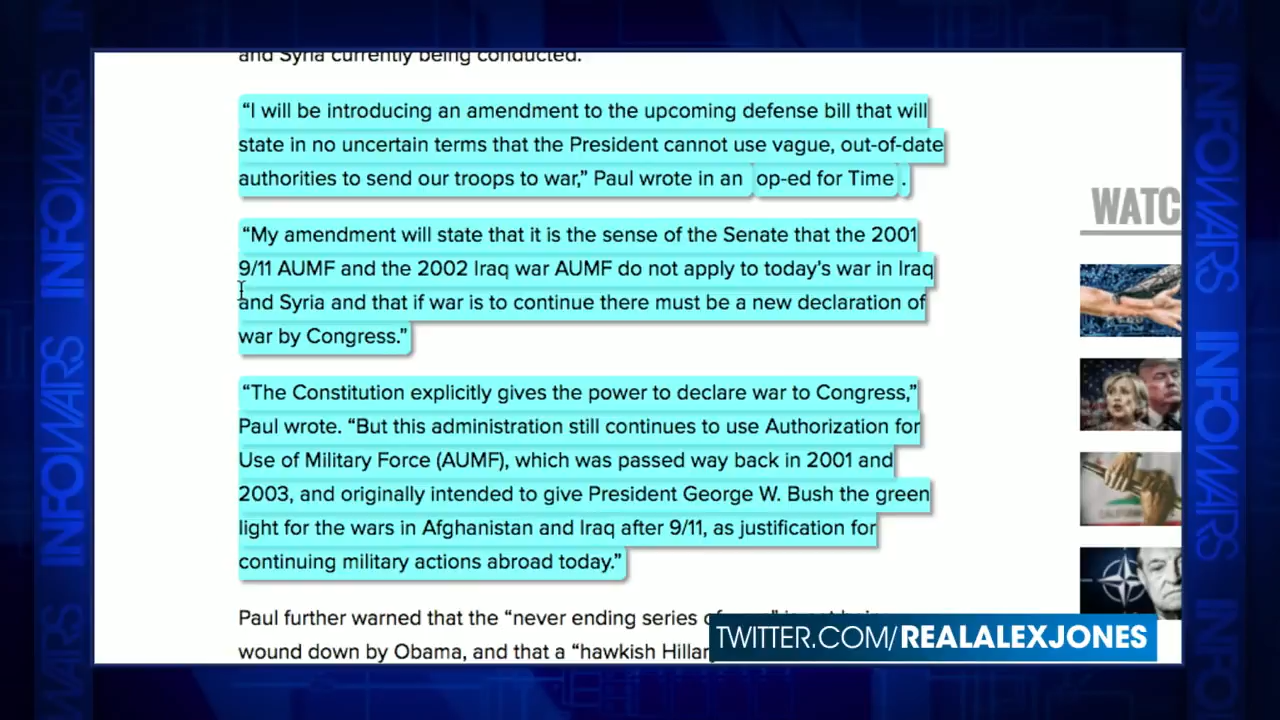 and Syria currently being conducted.
“I will be introducing an amendment to the upcoming defense bill that will
state in no uncertain terms that the President cannot use vague, out-of-date
authorities to send our troops to war,” Paul wrote in an op-ed for Time .
“My amendment will state that it is the sense of the Senate that the 2001
9/11 AUMF and the 2002 Iraq war AUMF do not apply to today’s war in Iraq
and Syria and that if war is to continue there must be a new declaration of
war by Congress.”
“The Constitution explicitly gives the power to declare war to Congress,”
Paul wrote. “But this administration still continues to use Authorization for
Use of Military Force (AUMF), which was passed way back in 2001 and
2003, and originally intended to give President George W. Bush the green
light for the wars in Afghanistan and Iraq after 9/11, as justification for
continuing military actions abroad today.”
Paul further warned that the “never ending series
wound down by Obama, and that a “hawkish
WATC
TWITTER.COM/REALALEXJONES
INFOWARS
INFOWARS
INFOWARS
INFOWARS